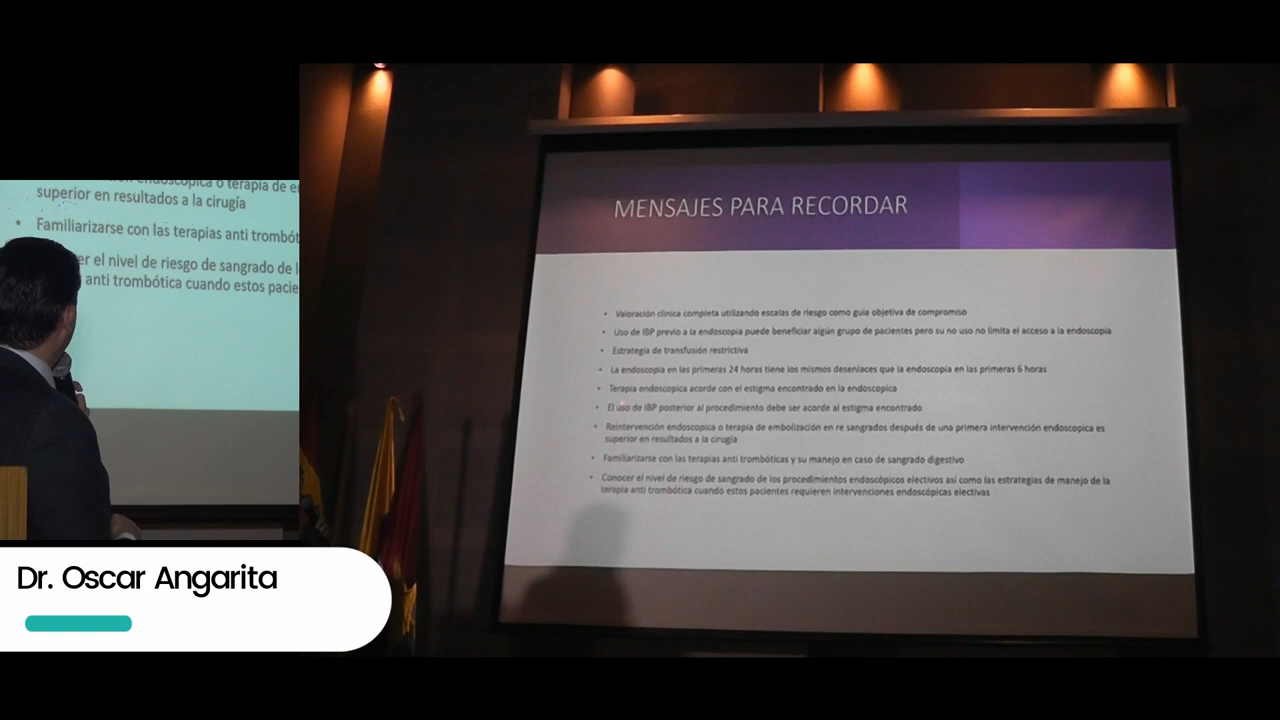 MENSAJES PARA RECORDAR
• Valoración clínica completa utilizando escalas de riesgo como guía objetiva de compromiso
• Uso de IBP previo a la endoscopia puede beneficiar algún grupo de pacientes pero su no uso no limita el acceso a la endoscopia
• Estrategia de transfusión restrictiva
• La endoscopia en las primeras 24 horas tiene los mismos desenlaces que la endoscopia en las primeras 6 horas
• Terapia endoscopica acorde con el estigma encontrado en la endoscopica
• El uso de IBP posterior al procedimiento debe ser acorde al estigma encontrado
• Reintervención endoscopica o terapia de embolización en re sangrados después de una primera intervención endoscopica es
superior en resultados a la cirugía
• Familiarizarse con las terapias anti trombóticas y su manejo en caso de sangrado digestivo
• Conocer el nivel de riesgo de sangrado de los procedimientos endoscópicos electivos así como las estrategias de manejo de la
terapia anti trombótica cuando estos pacientes requieren intervenciones endoscópicas electivas
endoscopica o terapia de
superior en resultados a la cirugía
• Familiarizarse con las terapias anti trombót
er el nivel de riesgo de sangrado de l
anti trombótica cuando estos pacie
Dr. Oscar Angarita